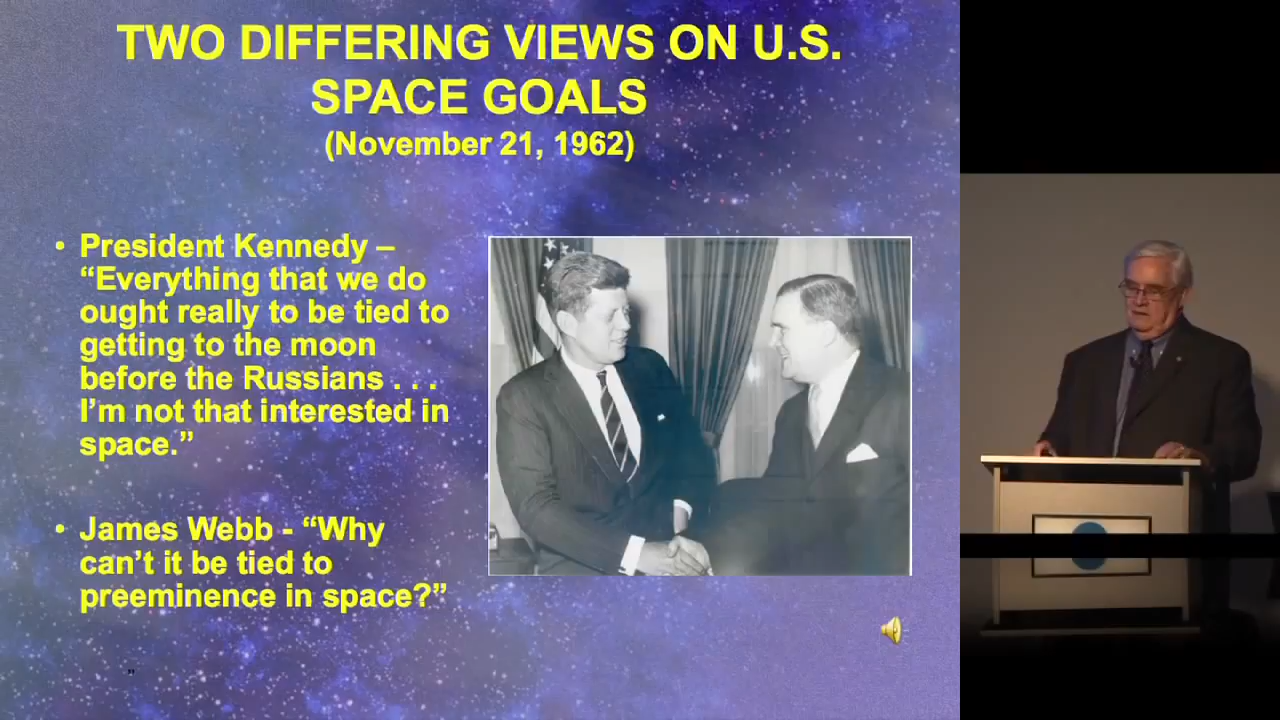 TWO DIFFERING VIEWS ON U.S.
SPACE GOALS
(November 21, 1962)
• President Kennedy –
“Everything that we do
ought really to be tied to
getting to the moon
before the Russians . . .
I’m not that interested in
space.”
• James Webb - “Why
can’t it be tied to
preeminence in space?”
”